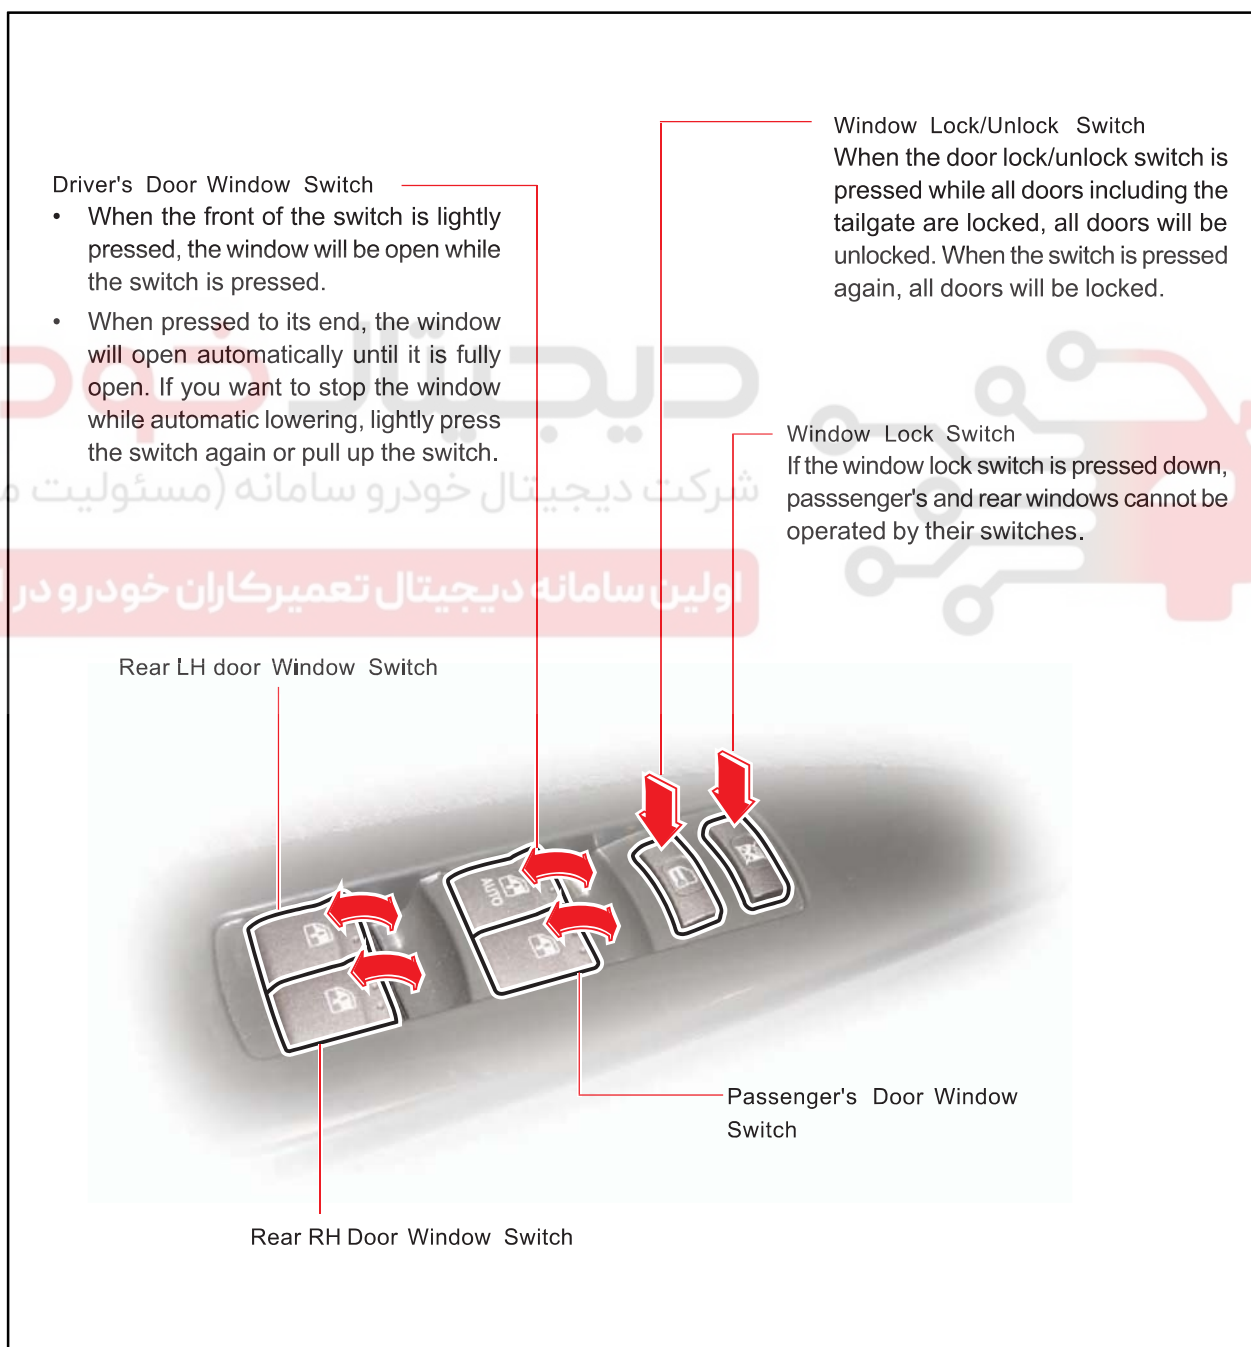 Window Lock/Unlock Switch
When the door lock/unlock switch is
pressed while all doors including the
tailgate are locked, all doors will be
unlocked. When the switch is pressed
again, all doors will be locked.
Driver's Door Window Switch
• When the front of the switch is lightly
pressed, the window will be open while
the switch is pressed.
• When pressed to its end, the window
will open automatically until it is fully
open. If you want to stop the window
while automatic lowering, lightly press
the switch again or pull up the switch.
Window Lock Switch
If the window lock switch is pressed down,
passsenger's and rear windows cannot be
operated by their switches.
دیجیتال خود
شرکت دیجیتال خودرو سامانه (مسئولیت
اولین سامانه دیجیتال تعمیرکاران خودرو در
Rear LH door Window Switch
AUTO
Passenger's Door Window
Switch
Rear RH Door Window Switch